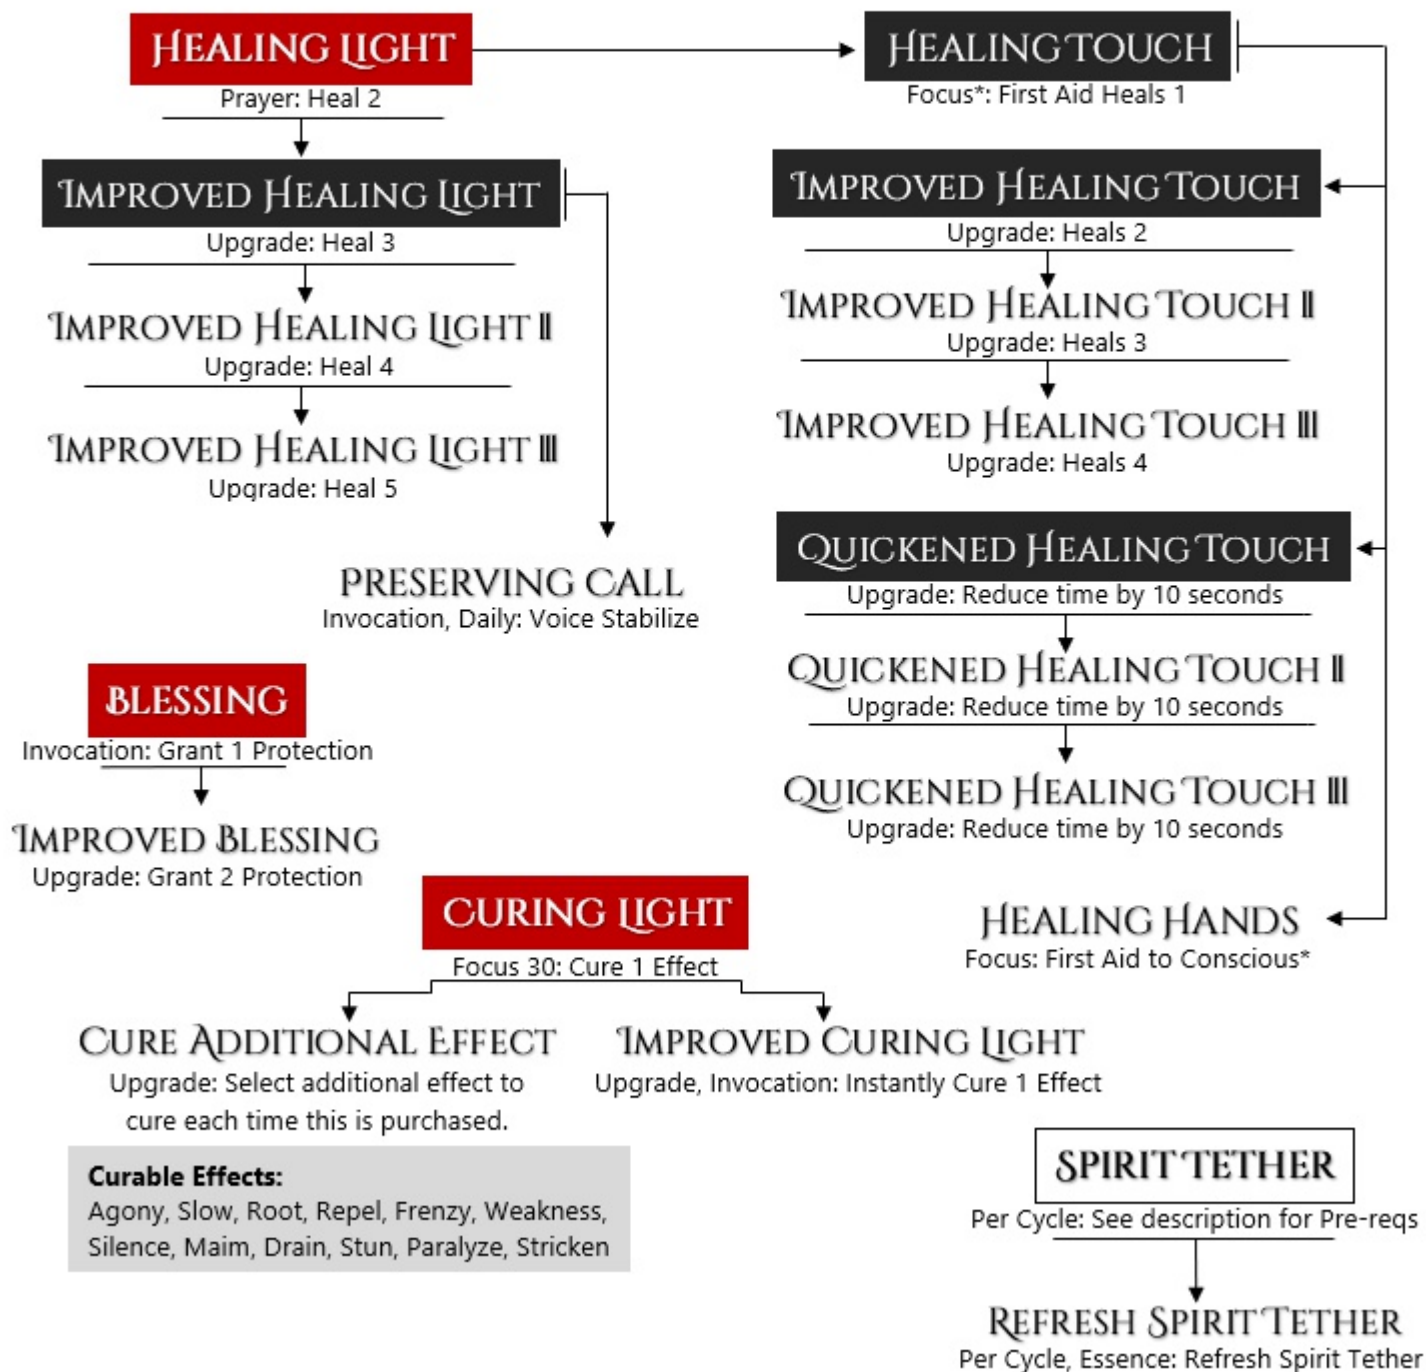 HEALING LIGHT
Prayer: Heal 2
IMPROVED HEALING LIGHT
Upgrade: Heal 3
IMPROVED HEALING LIGHT II
Upgrade: Heal 4
IMPROVED HEALING LIGHT III
Upgrade: Heal 5
PRESERVING CALL
Invocation, Daily: Voice Stabilize
HEALING TOUCH
Focus*: First Aid Heals 1
IMPROVED HEALING TOUCH
Upgrade: Heals 2
IMPROVED HEALING TOUCH II
Upgrade: Heals 3
IMPROVED HEALING TOUCH III
Upgrade: Heals 4
QUICKENED HEALING TOUCH
Upgrade: Reduce time by 10 seconds
QUICKENED HEALING TOUCH II
Upgrade: Reduce time by 10 seconds
QUICKENED HEALING TOUCH III
Upgrade: Reduce time by 10 seconds
HEALING HANDS
Focus: First Aid to Conscious*
BLESSING
Invocation: Grant 1 Protection
IMPROVED BLESSING
Upgrade: Grant 2 Protection
CURING LIGHT
Focus 30: Cure 1 Effect
CURE ADDITIONAL EFFECT
Upgrade: Select additional effect to
cure each time this is purchased.
IMPROVED CURING LIGHT
Upgrade, Invocation: Instantly Cure 1 Effect
Curable Effects:
Agony, Slow, Root, Repel, Frenzy, Weakness,
Silence, Maim, Drain, Stun, Paralyze, Stricken
SPIRIT TETHER
Per Cycle: See description for Pre-reqs
REFRESH SPIRIT TETHER
Per Cycle, Essence: Refresh Spirit Tether